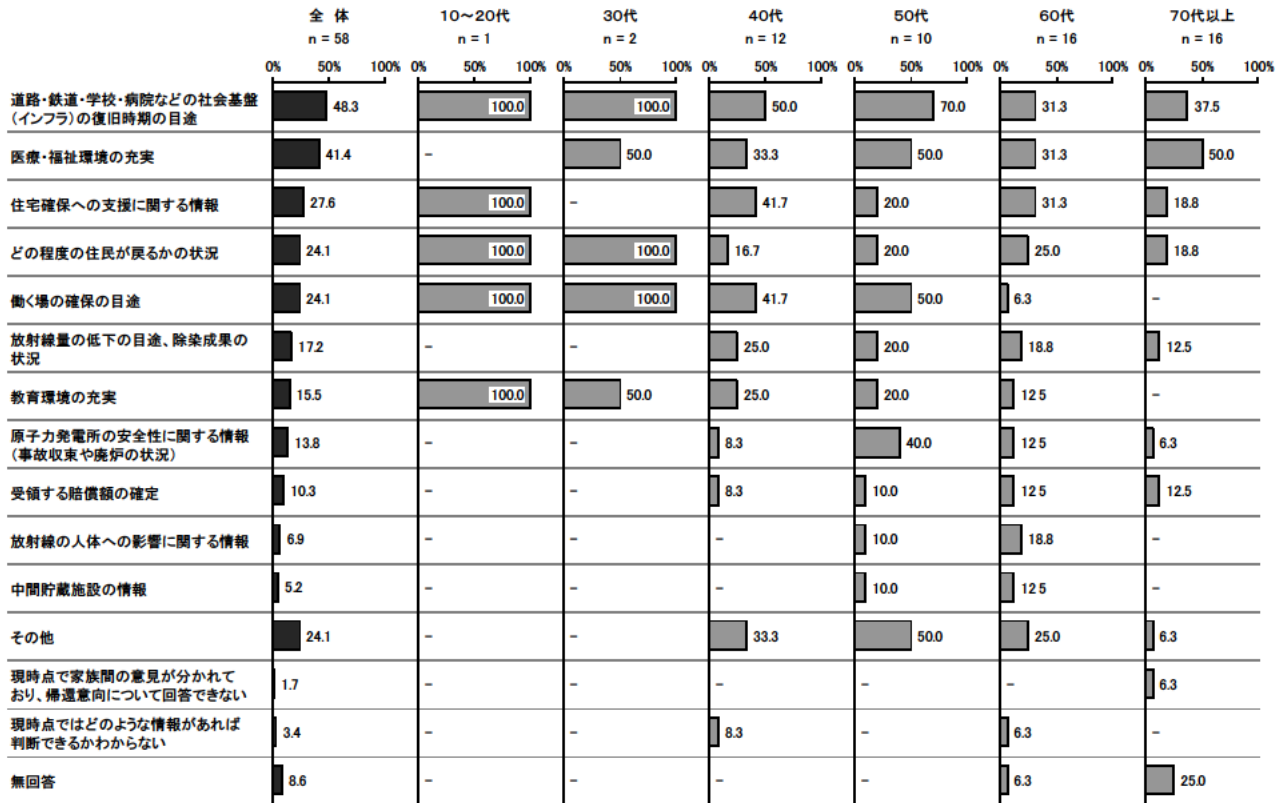 全 体 10～20代 30代 40代 50代 60代 70代以上
n = 58 n = 1 n = 2 n = 12 n = 10 n = 16 n = 16
0% 50% 100% 0% 50% 100% 0% 50% 100% 0% 50% 100% 0% 50% 100% 0% 50% 100% 0% 50% 100%
道路・鉄道・学校・病院などの社会基盤
（インフラ）の復旧時期の目途
48.3 100.0 100.0 50.0 70.0 31.3 37.5
医療・福祉環境の充実 41.4 － 50.0 33.3 50.0 31.3 50.0
住宅確保への支援に関する情報 27.6 100.0 － 41.7 20.0 31.3 18.8
どの程度の住民が戻るかの状況 24.1 100.0 100.0 16.7 20.0 25.0 18.8
働く場の確保の目途 24.1 100.0 100.0 41.7 50.0 6.3 －
放射線量の低下の目途、除染成果の
状況
17.2 － － 25.0 20.0 18.8 12.5
教育環境の充実 15.5 100.0 50.0 25.0 20.0 12 5 －
原子力発電所の安全性に関する情報
（事故収束や廃炉の状況）
13.8 － － 8.3 40.0 12 5 6.3
受領する賠償額の確定 10.3 － － 8.3 10.0 12 5 12.5
放射線の人体への影響に関する情報 6.9 － － － 10.0 18.8 －
中間貯蔵施設の情報 5.2 － － － 10.0 12 5 －
その他 24.1 － － 33.3 50.0 25.0 6.3
現時点で家族間の意見が分かれて
おり、帰還意向について回答できない
1.7 － － － － － 6.3
現時点ではどのような情報があれば
判断できるかわからない
3.4 － － 8.3 － 6.3 －
無回答 8.6 － － － － 6.3 25.0